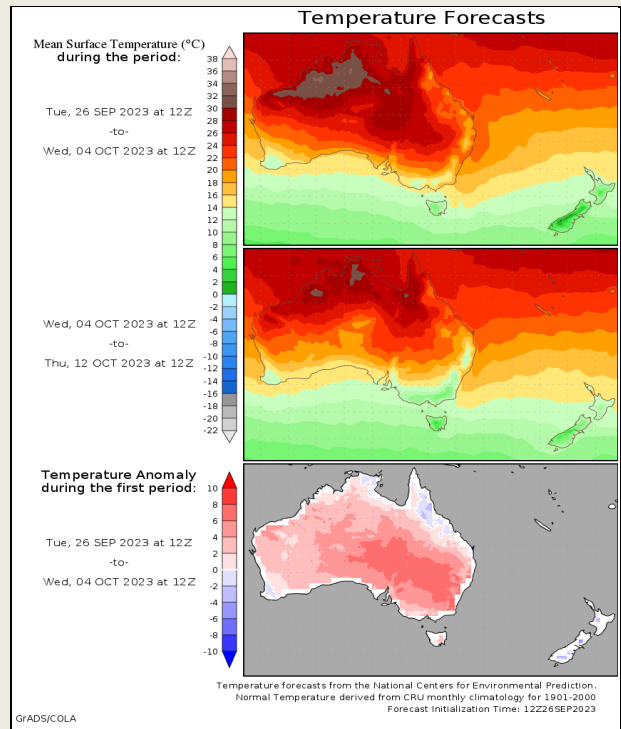 Temperature Forecasts
Mean Surface Temperature (°C)
during the period:
38
36
34
32
30
28
26
24
22
20
18
16
14
12
10
8
6
4
2
0
-2
-4
-6
-8
-10
-12
-14
-16
-18
-20
-22
Tue, 26 SEP 2023 at 12Z
-to-
Wed, 04 OCT 2023 at 12Z
Wed, 04 OCT 2023 at 12Z
-to-
Thu, 12 OCT 2023 at 12Z
Temperature Anomaly
during the first period:
10
8
6
4
2
0
-2
-4
-6
-8
-10
Tue, 26 SEP 2023 at 12Z
-to-
Wed, 04 OCT 2023 at 12Z
Temperature forecasts from the National Centers for Environmental Prediction.
Normal Temperature derived from CRU monthly climatology for 1901-2000
Forecast Initialization Time: 12Z26SEP2023
GrADS/COLA